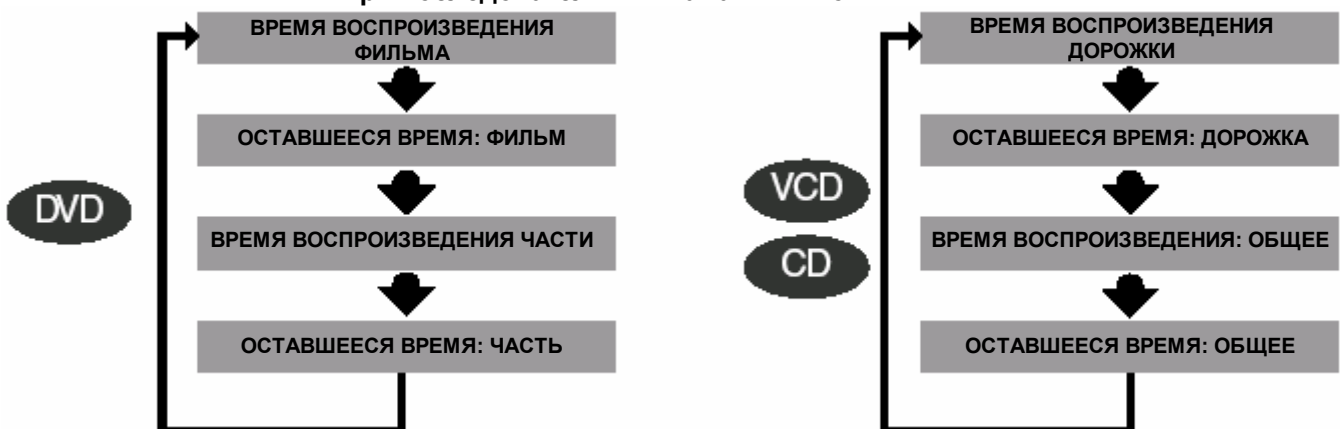 ВРЕМЯ ВОСПРОИЗВЕДЕНИЯ
ФИЛЬМА
ОСТАВШЕЕСЯ ВРЕМЯ: ФИЛЬМ
DVD
ВРЕМЯ ВОСПРОИЗВЕДЕНИЯ ЧАСТИ
ОСТАВШЕЕСЯ ВРЕМЯ: ЧАСТЬ
ВРЕМЯ ВОСПРОИЗВЕДЕНИЯ
ДОРОЖКИ
ОСТАВШЕЕСЯ ВРЕМЯ: ДОРОЖКА
VCD
CD
ВРЕМЯ ВОСПРОИЗВЕДЕНИЯ: ОБЩЕЕ
ОСТАВШЕЕСЯ ВРЕМЯ: ОБЩЕЕ